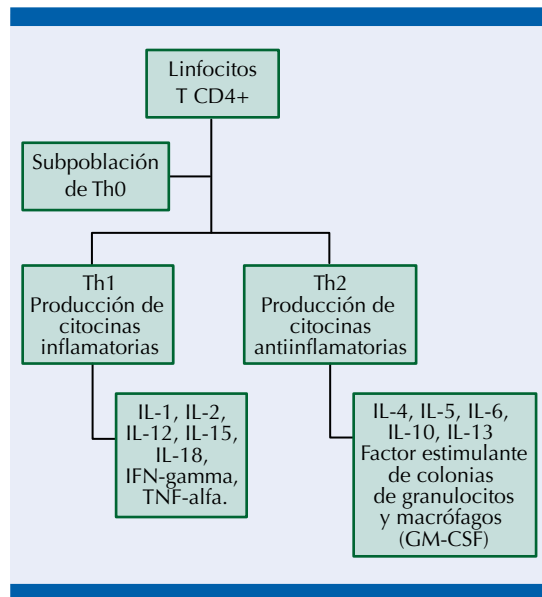 Linfocitos
T CD4+
Subpoblación
de Th0
Th1
Producción de
citocinas
inflamatorias
Th2
Producción de
citocinas
antiinflamatorias
IL-1, IL-2,
IL-12, IL-15,
IL-18,
IFN-gamma,
TNF-alfa.
IL-4, IL-5, IL-6,
IL-10, IL-13
Factor estimulante
de colonias
de granulocitos
y macrófagos
(GM-CSF)